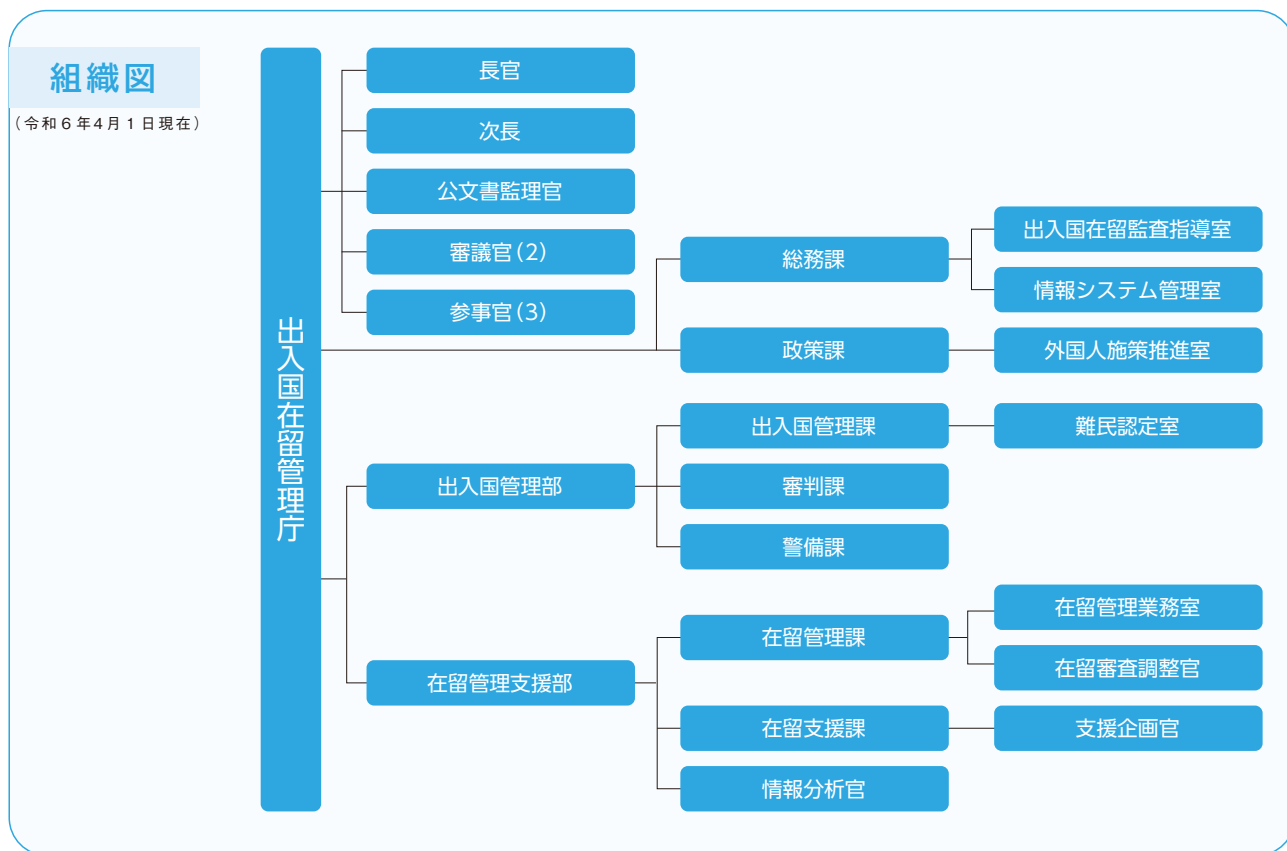 組織図
（令和６年4月１日現在）
出入国在留管理庁
長官
次長
公文書監理官
審議官（2）
参事官（3）
総務課
出入国在留監査指導室
情報システム管理室
政策課
外国人施策推進室
出入国管理部
出入国管理課
難民認定室
審判課
警備課
在留管理支援部
在留管理課
在留管理業務室
在留審査調整官
在留支援課
支援企画官
情報分析官